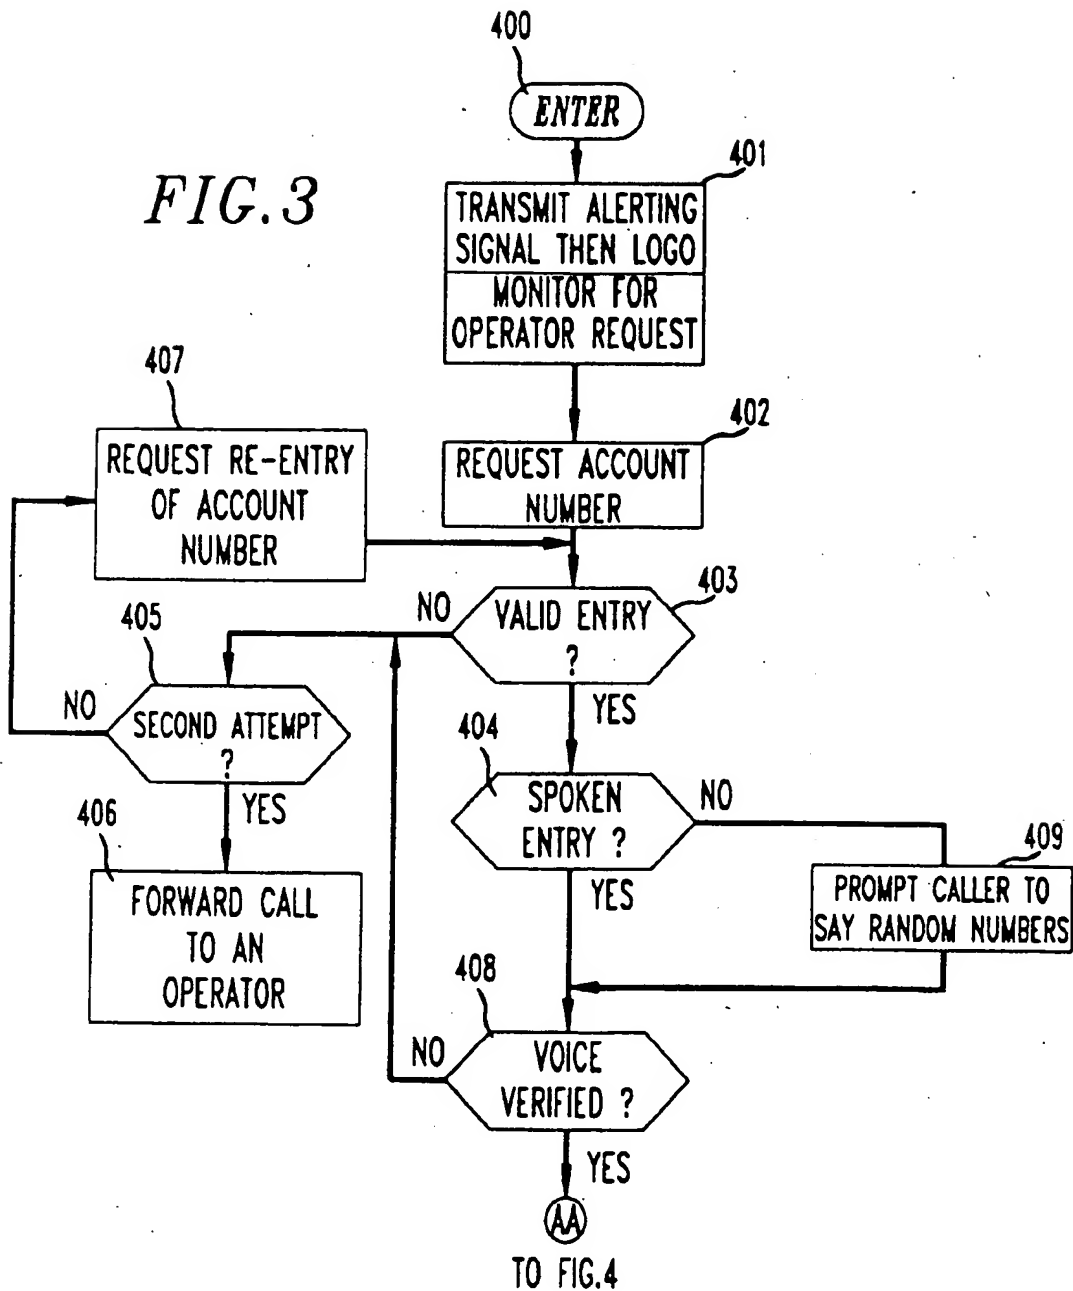 400
ENTER
FIG.3
401
TRANSMIT ALERTING
SIGNAL THEN LOGO
MONITOR FOR
OPERATOR REQUEST
407
REQUEST RE-ENTRY
OF ACCOUNT
NUMBER
402
REQUEST ACCOUNT
NUMBER
403
VALID ENTRY
?
NO
YES
405
SECOND ATTEMPT
?
NO
YES
404
SPOKEN
ENTRY ?
NO
YES
406
FORWARD CALL
TO AN
OPERATOR
409
PROMPT CALLER TO
SAY RANDOM NUMBERS
408
VOICE
VERIFIED ?
NO
YES
AA
TO FIG.4